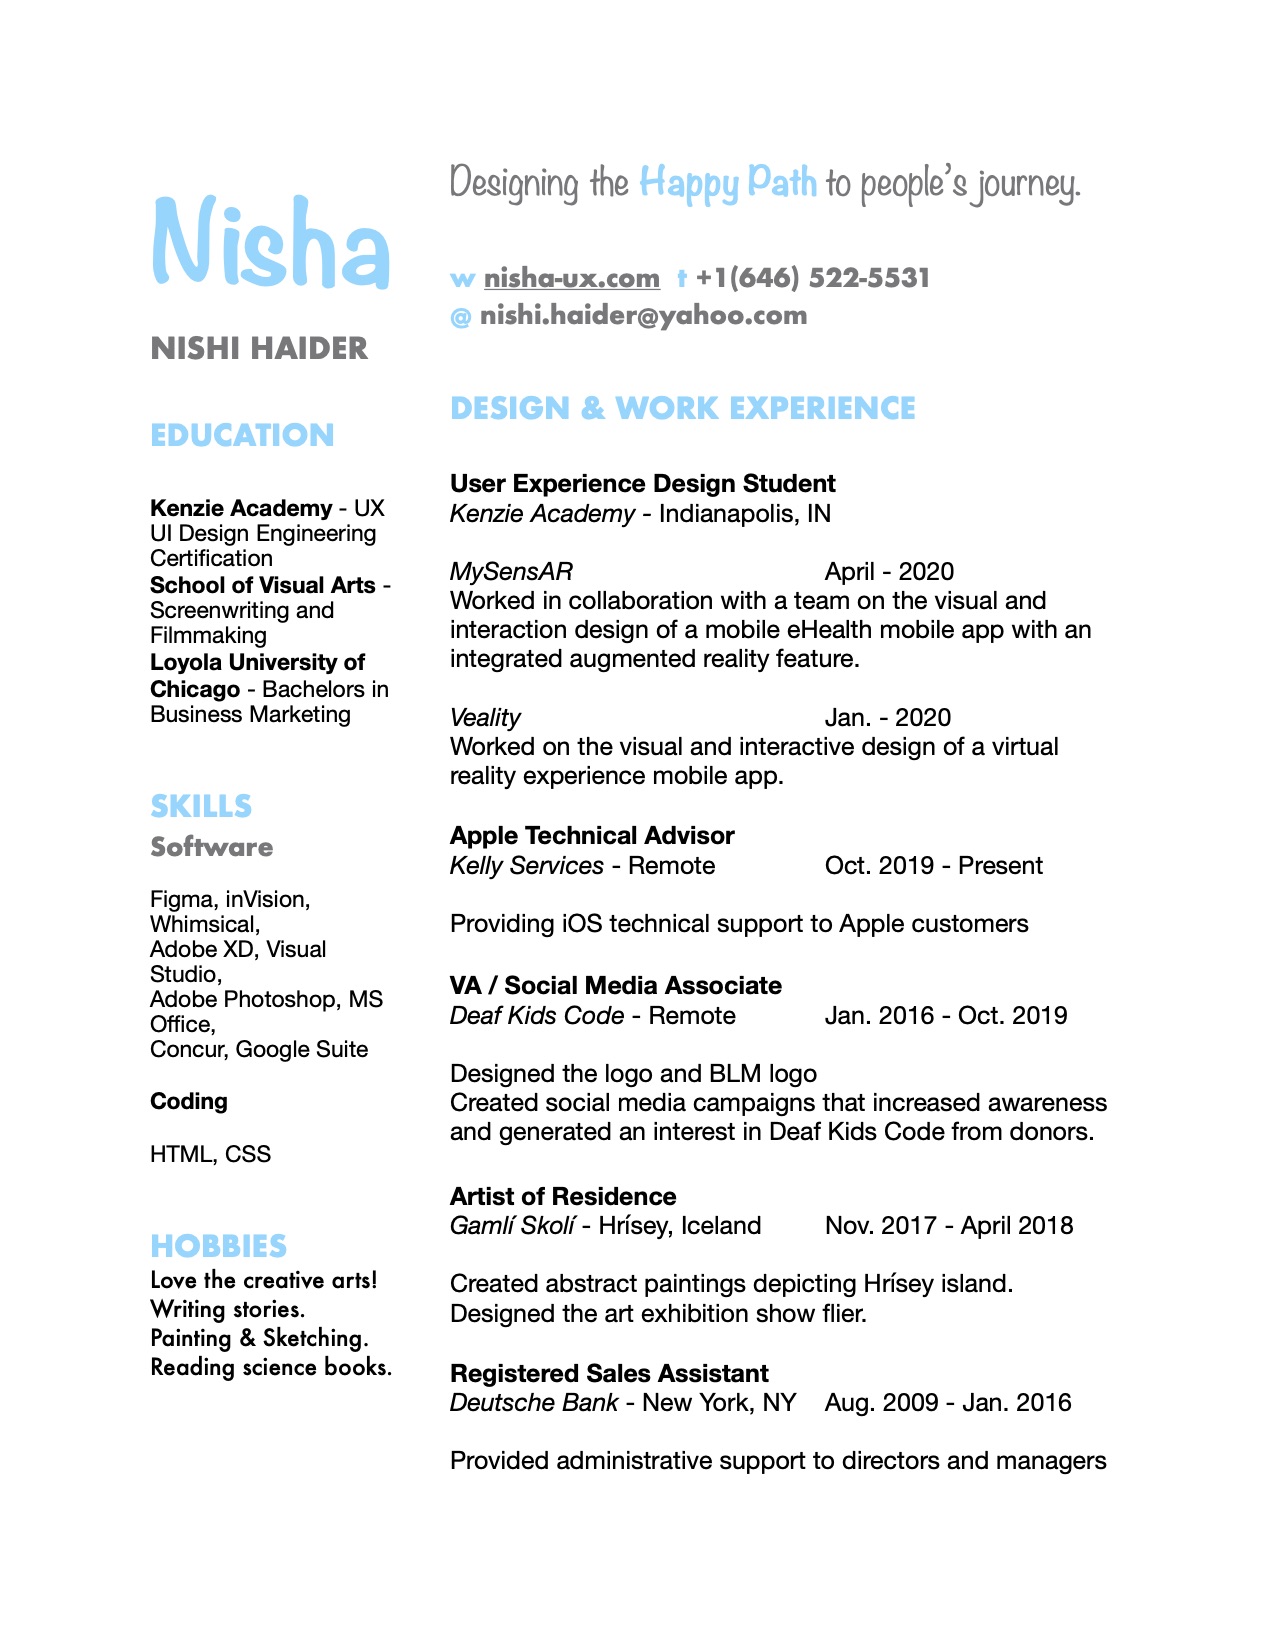 Nisha
NISHI HAIDER
EDUCATION
Kenzie Academy - UX
UI Design Engineering
Certification
School of Visual Arts -
Screenwriting and
Filmmaking
Loyola University of
Chicago - Bachelors in
Business Marketing
SKILLS
Software
Figma, inVision,
Whimsical,
Adobe XD, Visual
Studio,
Adobe Photoshop, MS
Office,
Concur, Google Suite
Coding
HTML, CSS
HOBBIES
Love the creative arts!
Writing stories.
Painting & Sketching.
Reading science books.
Designing the Happy Path to people’s journey.
w nisha-ux.com t +1(646) 522-5531
@ nishi.haider@yahoo.com
DESIGN & WORK EXPERIENCE
User Experience Design Student
Kenzie Academy - Indianapolis, IN
MySensAR April - 2020
Worked in collaboration with a team on the visual and
interaction design of a mobile eHealth mobile app with an
integrated augmented reality feature.
Veality Jan. - 2020
Worked on the visual and interactive design of a virtual
reality experience mobile app.
Apple Technical Advisor
Kelly Services - Remote Oct. 2019 - Present
Providing iOS technical support to Apple customers
VA / Social Media Associate
Deaf Kids Code - Remote Jan. 2016 - Oct. 2019
Designed the logo and BLM logo
Created social media campaigns that increased awareness
and generated an interest in Deaf Kids Code from donors.
Artist of Residence
Gamlí Skolí - Hrísey, Iceland Nov. 2017 - April 2018
Created abstract paintings depicting Hrísey island.
Designed the art exhibition show flier.
Registered Sales Assistant
Deutsche Bank - New York, NY Aug. 2009 - Jan. 2016
Provided administrative support to directors and managers